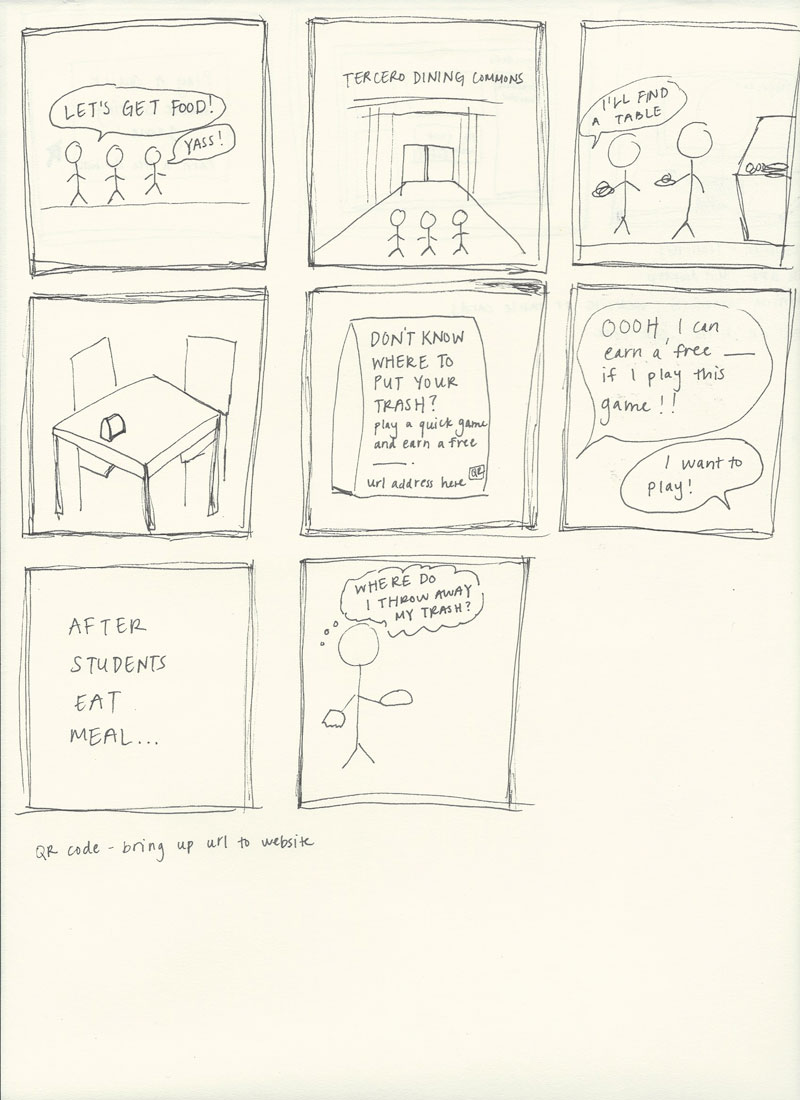 LET'S GET FOOD!
YASS!
TERCERO DINING COMMONS
I'LL FIND
A TABLE
DON'T KNOW
WHERE TO
PUT YOUR
TRASH?
play a quick game
and earn a free
___.
url address here QR
OOOH, I can
earn a free ___
if I play this
game!!
I want to
play!
AFTER
STUDENTS
EAT
MEAL...
WHERE DO
I THROW AWAY
MY TRASH?
QR code - bring up url to website